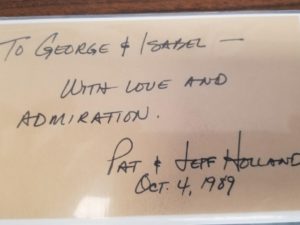 To George & Isabel —
With love and
admiration.
Pat & Jeff Holland
Oct. 4, 1989